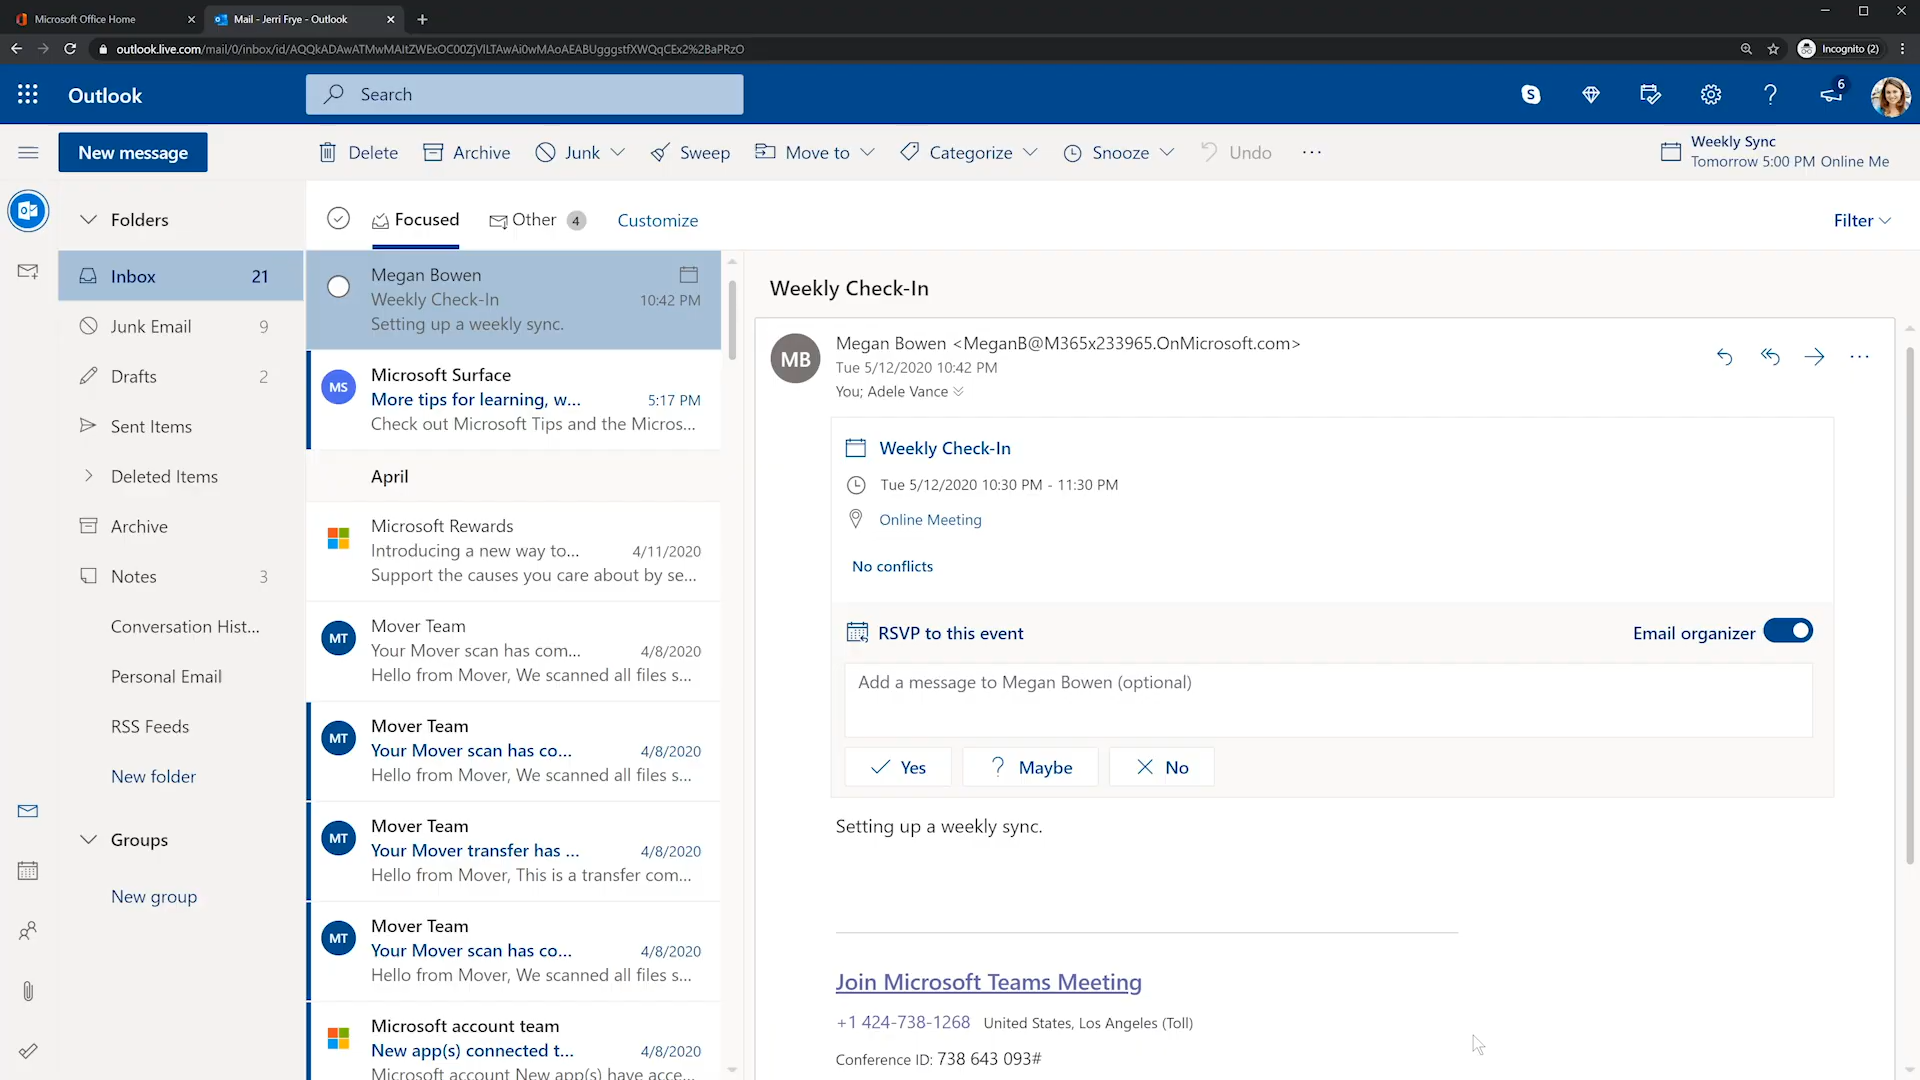 Microsoft Office Home
Mail - Jerri Frye - Outlook
outlook.live.com/mail/0/inbox/id/
Incognito (2)
Outlook
Search
6
New message
Delete
Archive
Junk
Sweep
Move to
Categorize
Snooze
Undo
Weekly Sync
Tomorrow 5:00 PM Online Me
Folders
Focused
Other 4
Customize
Filter
Inbox 21
Junk Email 9
Drafts 2
Sent Items
Deleted Items
Archive
Notes 3
Conversation Hist...
Personal Email
RSS Feeds
New folder
Groups
New group
Megan Bowen
Weekly Check-In 10:42 PM
Setting up a weekly sync.
MS
Microsoft Surface
More tips for learning, w... 5:17 PM
Check out Microsoft Tips and the Micros...
April
Microsoft Rewards
Introducing a new way to... 4/11/2020
Support the causes you care about by se...
MT
Mover Team
Your Mover scan has com... 4/8/2020
Hello from Mover, We scanned all files s...
MT
Mover Team
Your Mover scan has co... 4/8/2020
Hello from Mover, We scanned all files s...
MT
Mover Team
Your Mover transfer has ... 4/8/2020
Hello from Mover, This is a transfer com...
MT
Mover Team
Your Mover scan has co... 4/8/2020
Hello from Mover, We scanned all files s...
Microsoft account team
New app(s) connected t... 4/8/2020
Microsoft account New app(s) have acce...
Weekly Check-In
MB
Megan Bowen <MeganB@M365x233965.OnMicrosoft.com>
Tue 5/12/2020 10:42 PM
You; Adele Vance
Weekly Check-In
Tue 5/12/2020 10:30 PM - 11:30 PM
Online Meeting
No conflicts
RSVP to this event
Email organizer
Add a message to Megan Bowen (optional)
Yes
Maybe
No
Setting up a weekly sync.
Join Microsoft Teams Meeting
+1 424-738-1268 United States, Los Angeles (Toll)
Conference ID: 738 643 093#